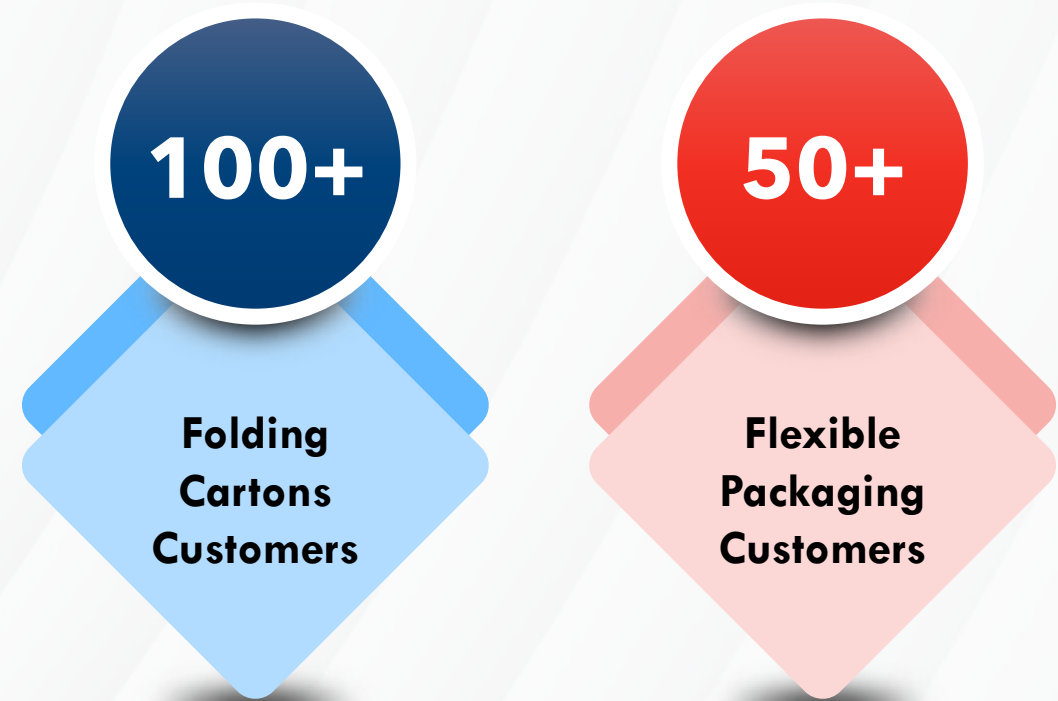 100+
Folding
Cartons
Customers
50+
Flexible
Packaging
Customers